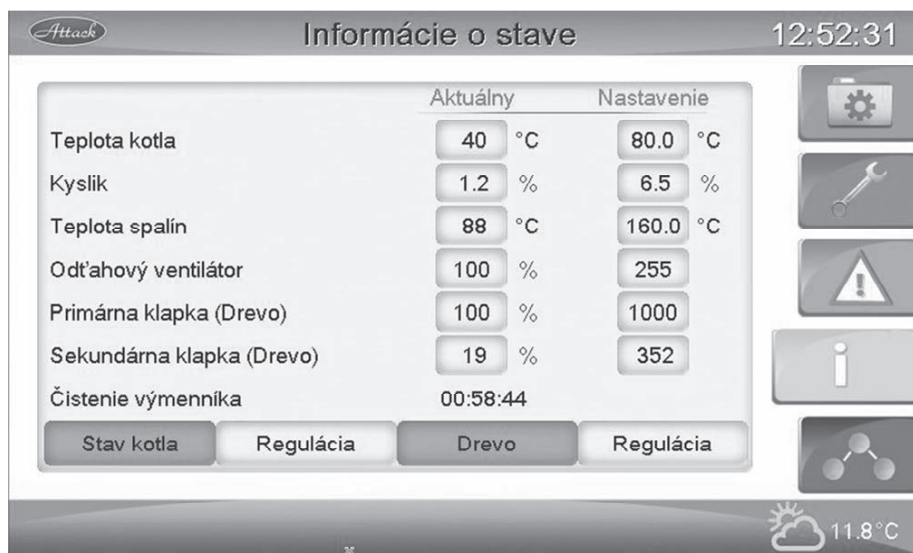 Attack Informácie o stave 12:52:31
Aktuálny Nastavenie
Teplota kotla 40 °C 80.0 °C
Kyslik 1.2 % 6.5 %
Teplota spalín 88 °C 160.0 °C
Odťahový ventilátor 100 % 255
Primárna klapka (Drevo) 100 % 1000
Sekundárna klapka (Drevo) 19 % 352
Čistenie výmenníka 00:58:44
Stav kotla Regulácia Drevo Regulácia
11.8°C